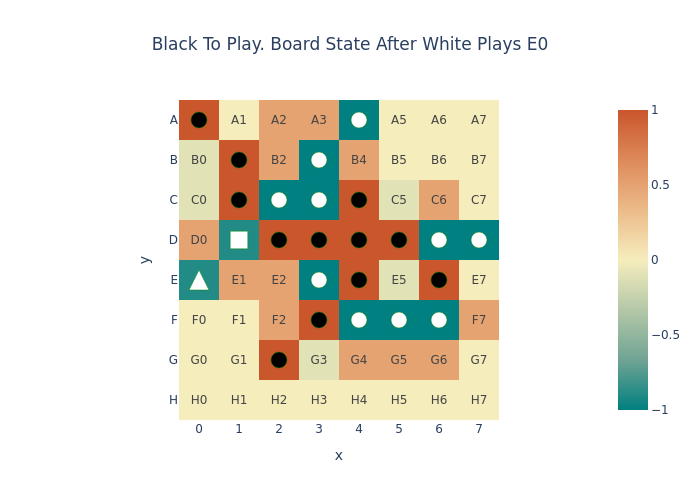 Black To Play. Board State After White Plays E0
A A1 A2 A3 A5 A6 A7
B B0 B2 B4 B5 B6 B7
C C0 C5 C6 C7
D D0
E E1 E2 E5 E7
F F0 F1 F2 F7
G G0 G1 G3 G4 G5 G6 G7
H H0 H1 H2 H3 H4 H5 H6 H7
0 1 2 3 4 5 6 7
x
y
1
0.5
0
−0.5
−1